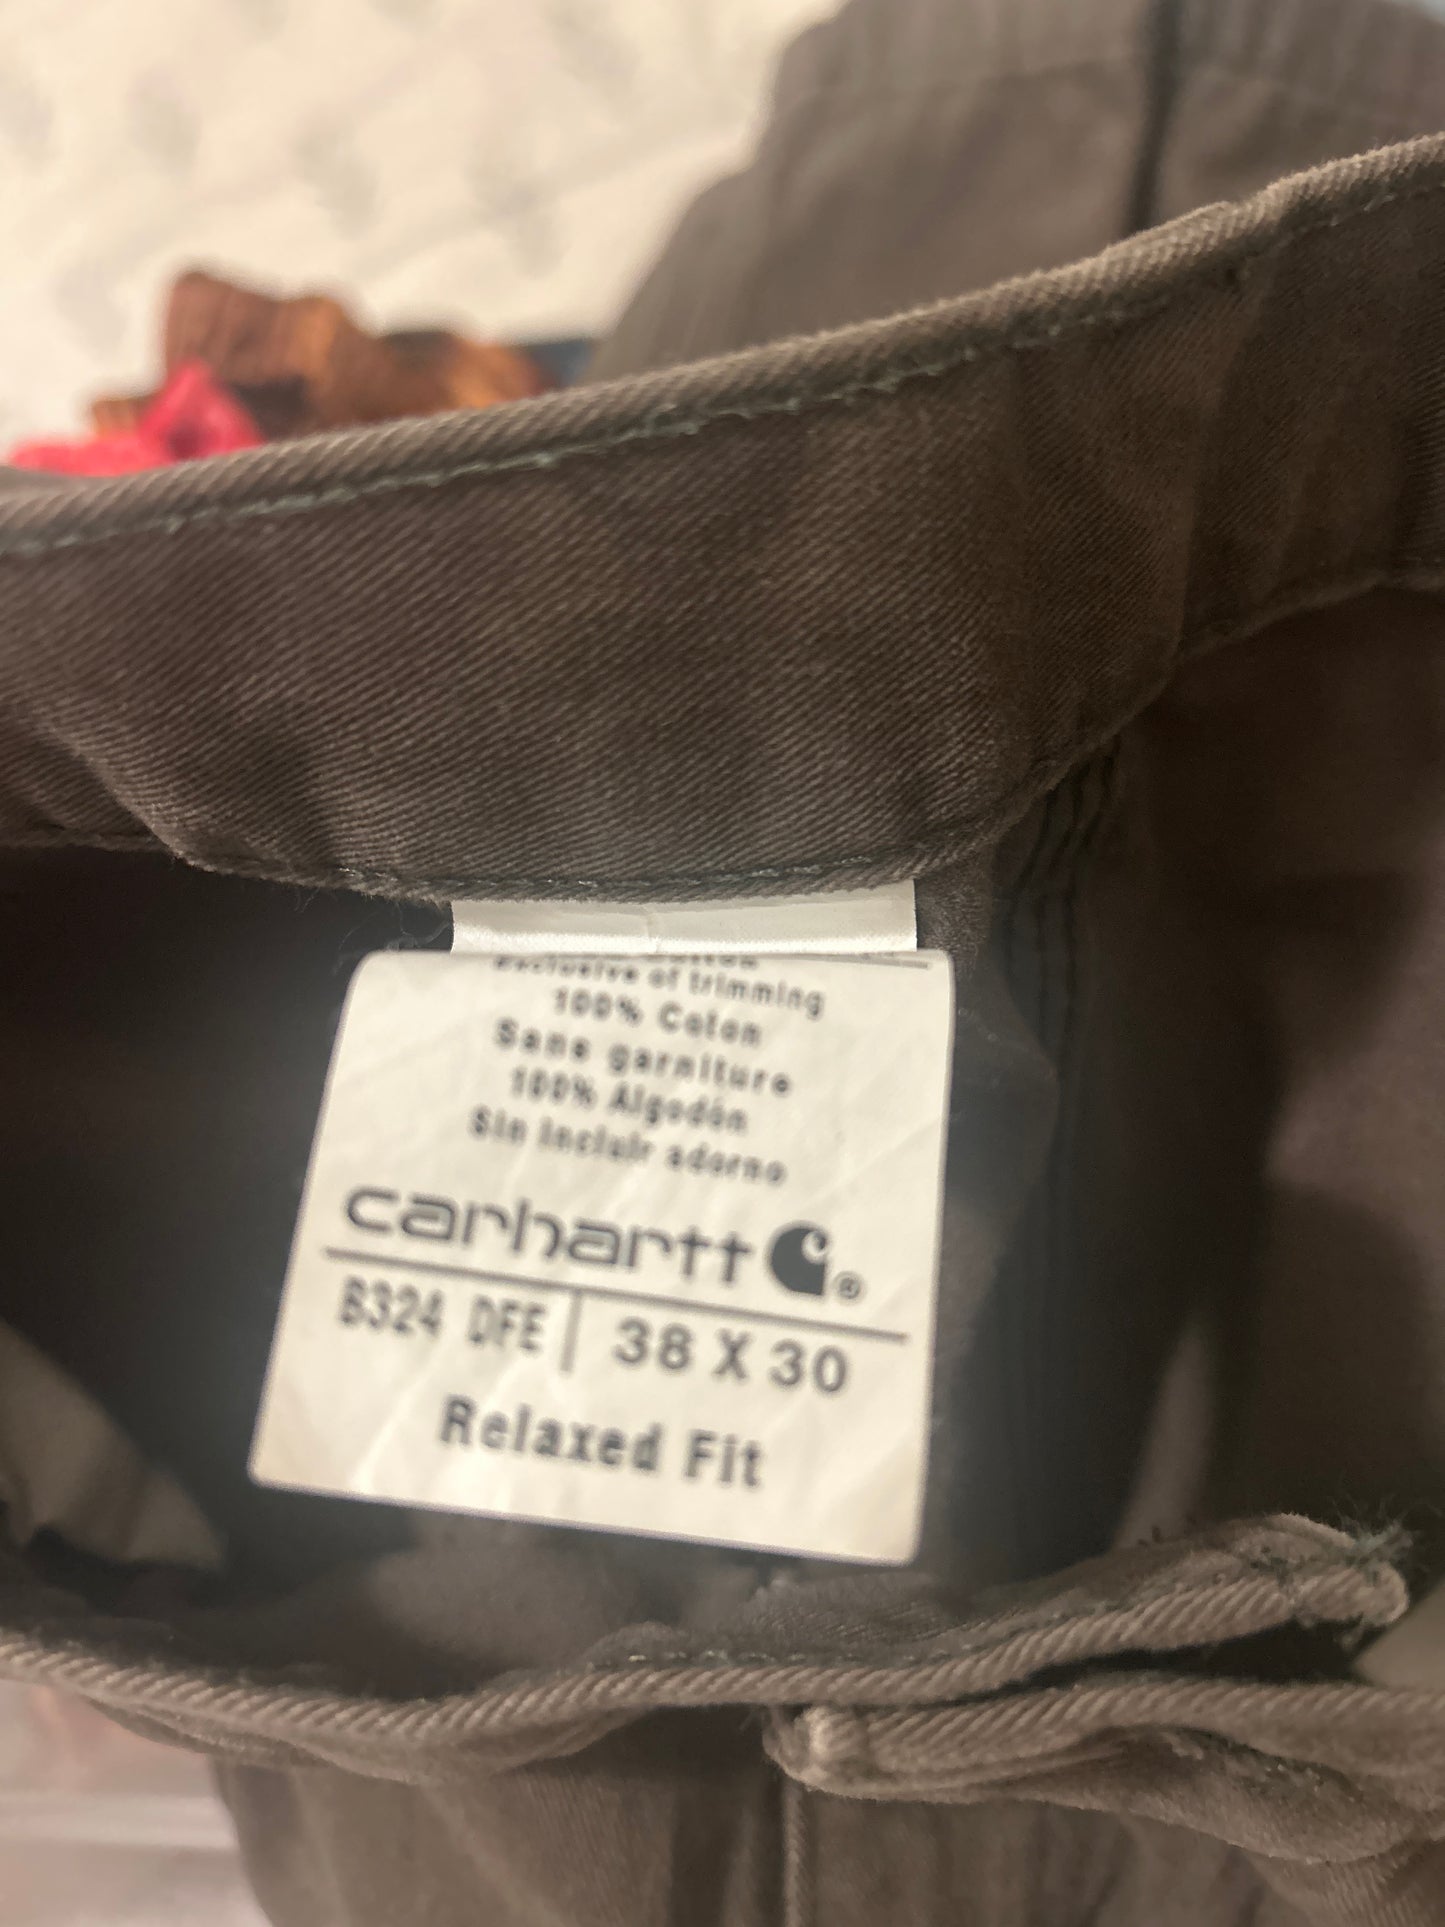 Exclusive of trimming
100% Coton
Sans garniture
100% Algodón
Sin incluir adorno
carhartt ®
B324 DFE | 38 X 30
Relaxed Fit